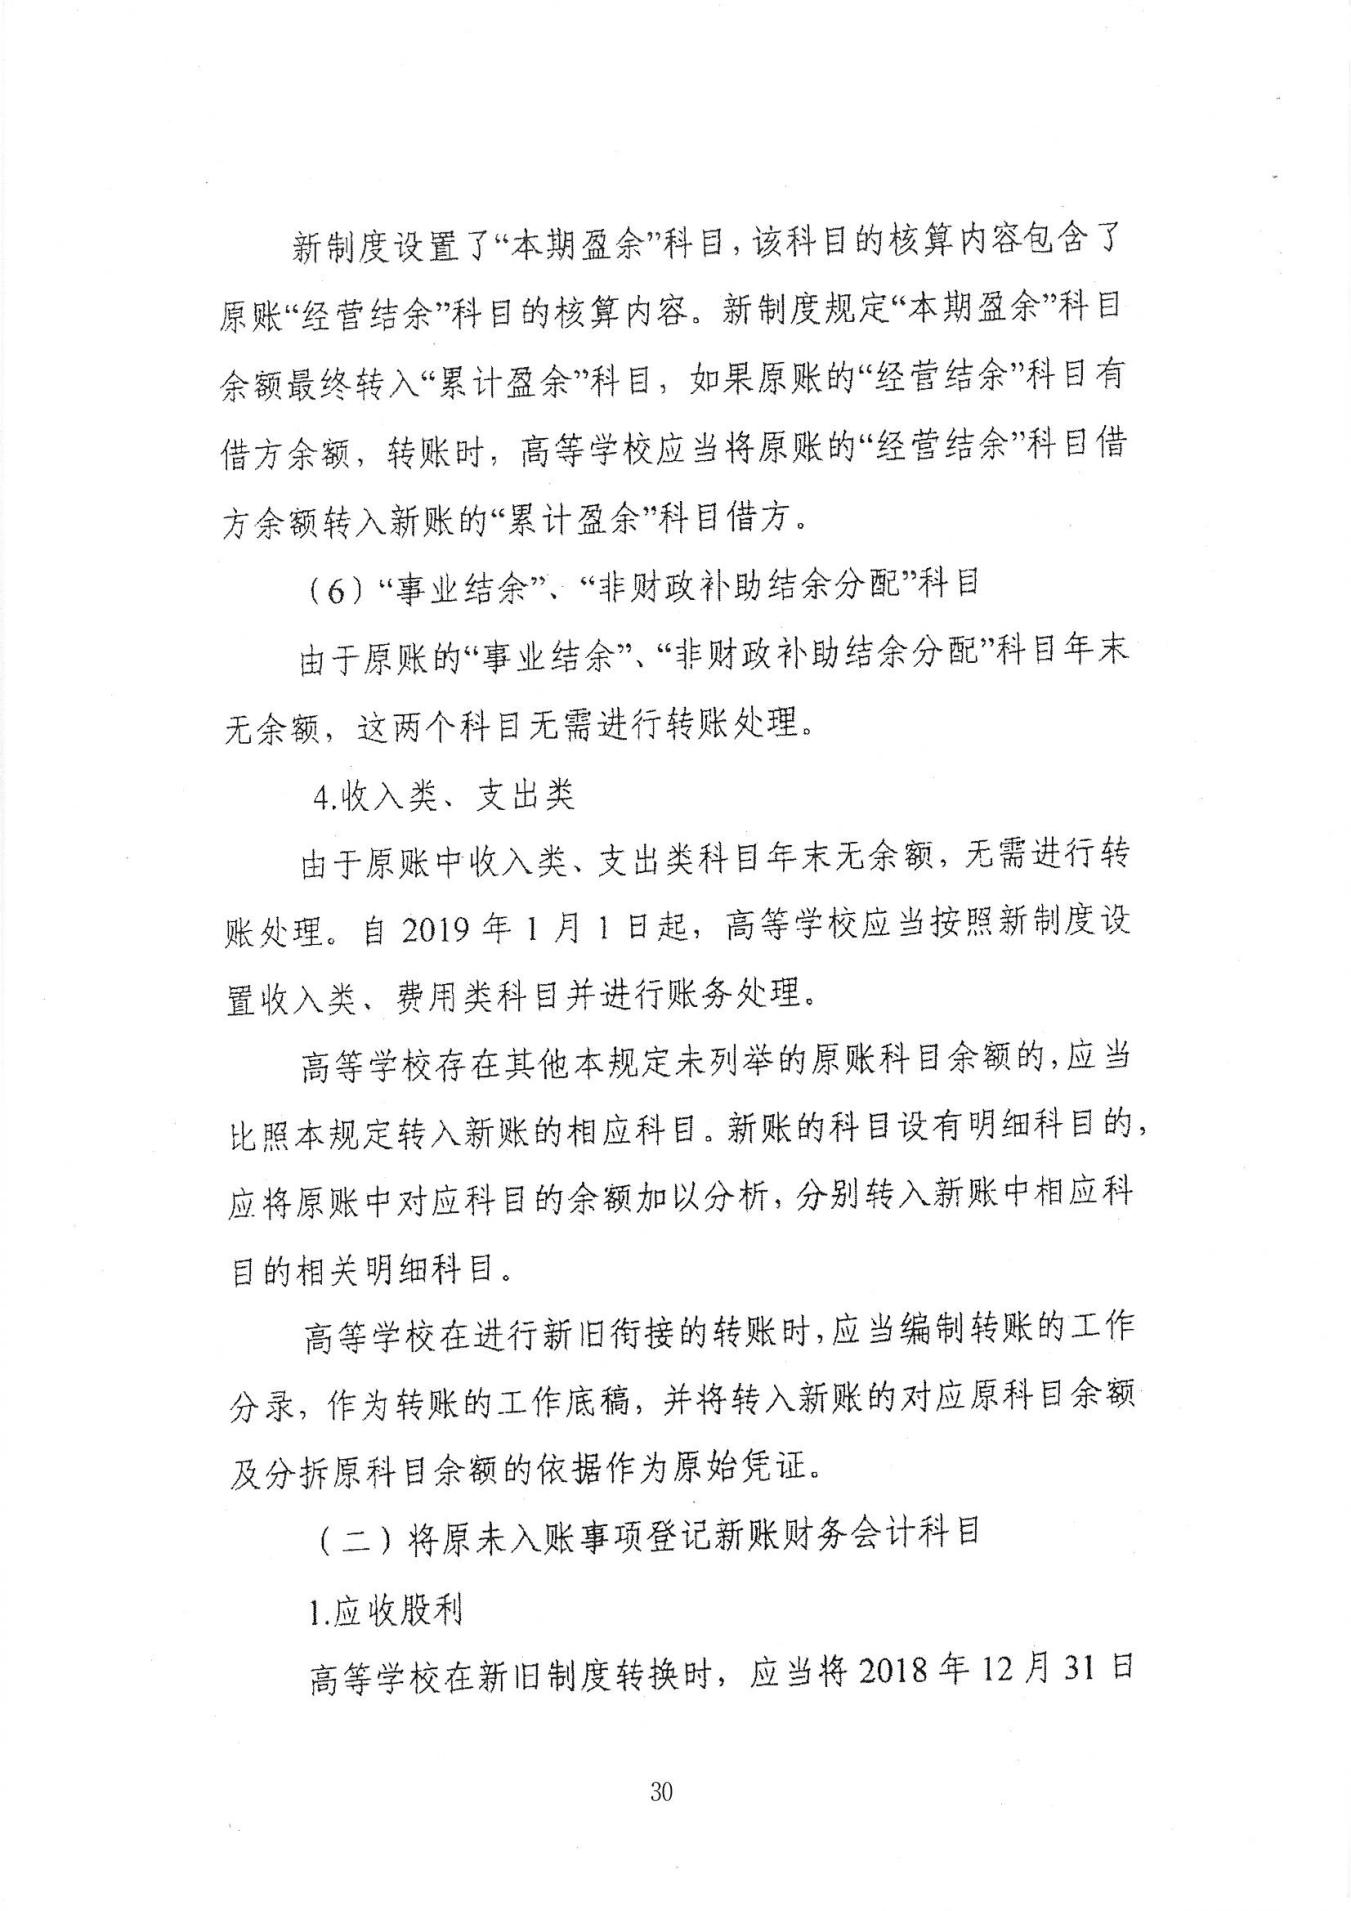 新制度设置了“本期盈余”科目，该科目的核算内容包含了
原账“经营结余”科目的核算内容。新制度规定“本期盈余”科目
余额最终转入“累计盈余”科目，如果原账的“经营结余”科目有
借方余额，转账时，高等学校应当将原账的“经营结余”科目借
方余额转入新账的“累计盈余”科目借方。
（6）“事业结余”、“非财政补助结余分配”科目
由于原账的“事业结余”、“非财政补助结余分配”科目年末
无余额，这两个科目无需进行转账处理。
4.收入类、支出类
由于原账中收入类、支出类科目年末无余额，无需进行转
账处理。自 2019 年 1 月 1 日起，高等学校应当按照新制度设
置收入类、费用类科目并进行账务处理。
高等学校存在其他本规定未列举的原账科目余额的，应当
比照本规定转入新账的相应科目。新账的科目设有明细科目的，
应将原账中对应科目的余额加以分析，分别转入新账中相应科
目的相关明细科目。
高等学校在进行新旧衔接的转账时，应当编制转账的工作
分录，作为转账的工作底稿，并将转入新账的对应原科目余额
及分拆原科目余额的依据作为原始凭证。
（二）将原未入账事项登记新账财务会计科目
1.应收股利
高等学校在新旧制度转换时，应当将 2018 年 12 月 31 日
30